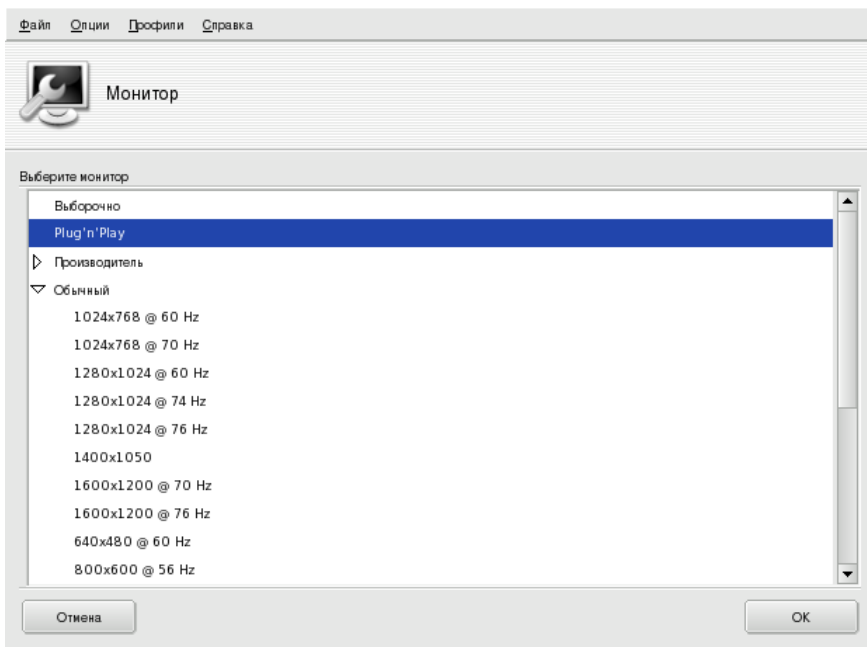 Файл Опции Профили Справка
Монитор
Выберите монитор
Выборочно
Plug'n'Play
Производитель
Обычный
1024x768 @ 60 Hz
1024x768 @ 70 Hz
1280x1024 @ 60 Hz
1280x1024 @ 74 Hz
1280x1024 @ 76 Hz
1400x1050
1600x1200 @ 70 Hz
1600x1200 @ 76 Hz
640x480 @ 60 Hz
800x600 @ 56 Hz
Отмена OK